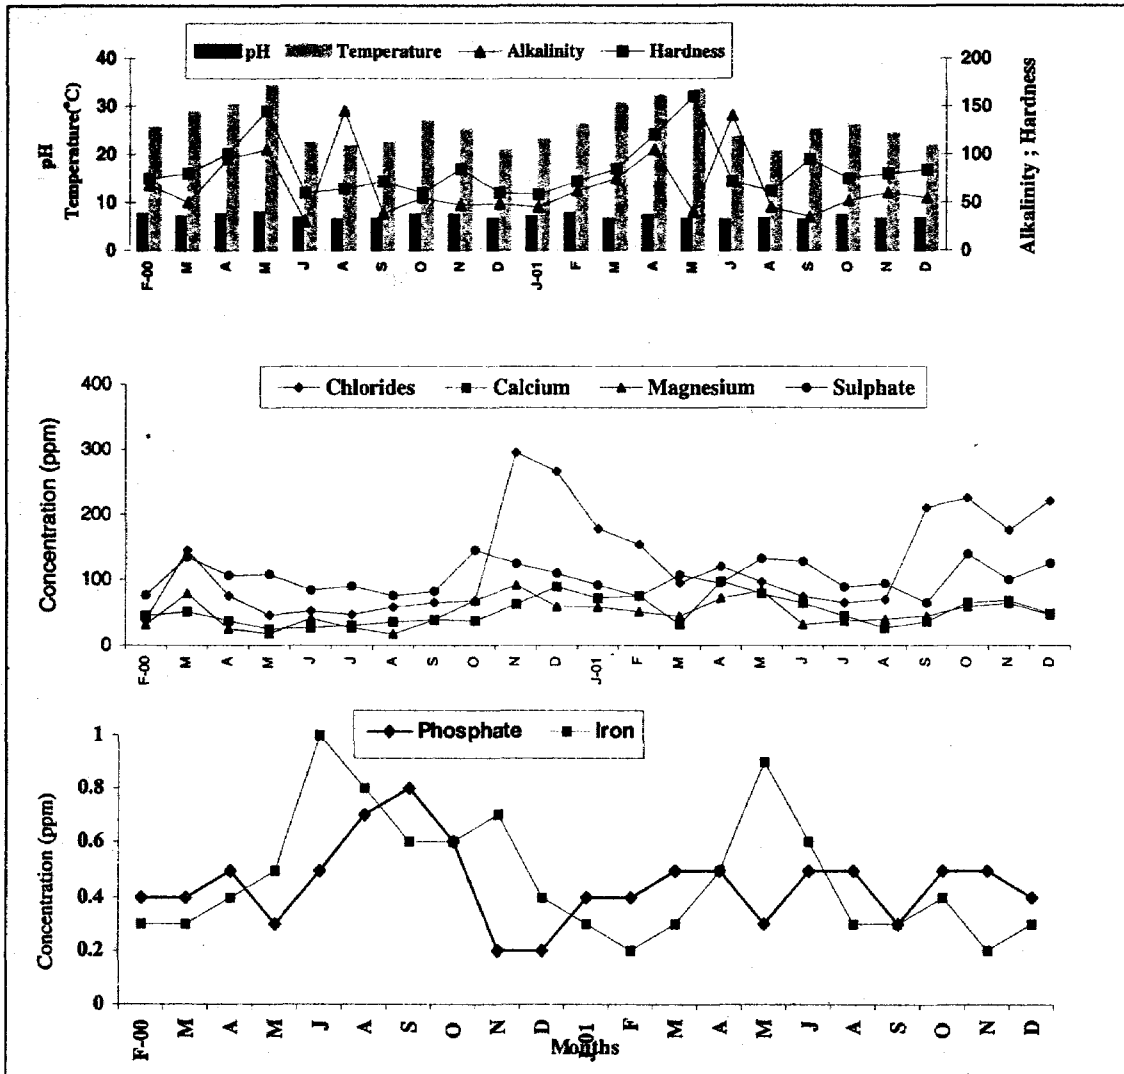 pH Temperature Alkalinity Hardness
40
30
20
10
0
pH
Temperature(°C)
200
150
100
50
0
Alkalinity ; Hardness
F-00 M A M J A S O N D J-01 F M A M J A S O N D
Chlorides Calcium Magnesium Sulphate
400
300
200
100
0
Concentration (ppm)
F-00 M A M J J A S O N D J-01 F M A M J J A S O N D
Phosphate Iron
1
0.8
0.6
0.4
0.2
0
Concentration (ppm)
F-00 M A M J A S O N D J-01 F M A M J A S O N D
Months